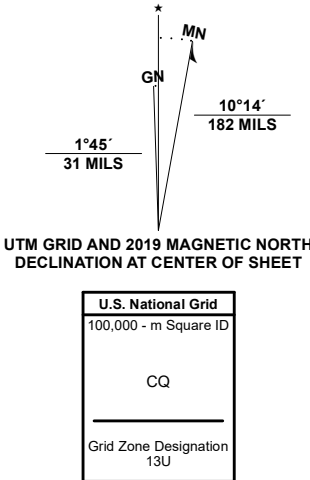 ★
MN
GN
10°14´
182 MILS
1°45´
31 MILS
UTM GRID AND 2019 MAGNETIC NORTH
DECLINATION AT CENTER OF SHEET
U.S. National Grid
100,000 - m Square ID
CQ
Grid Zone Designation
13U